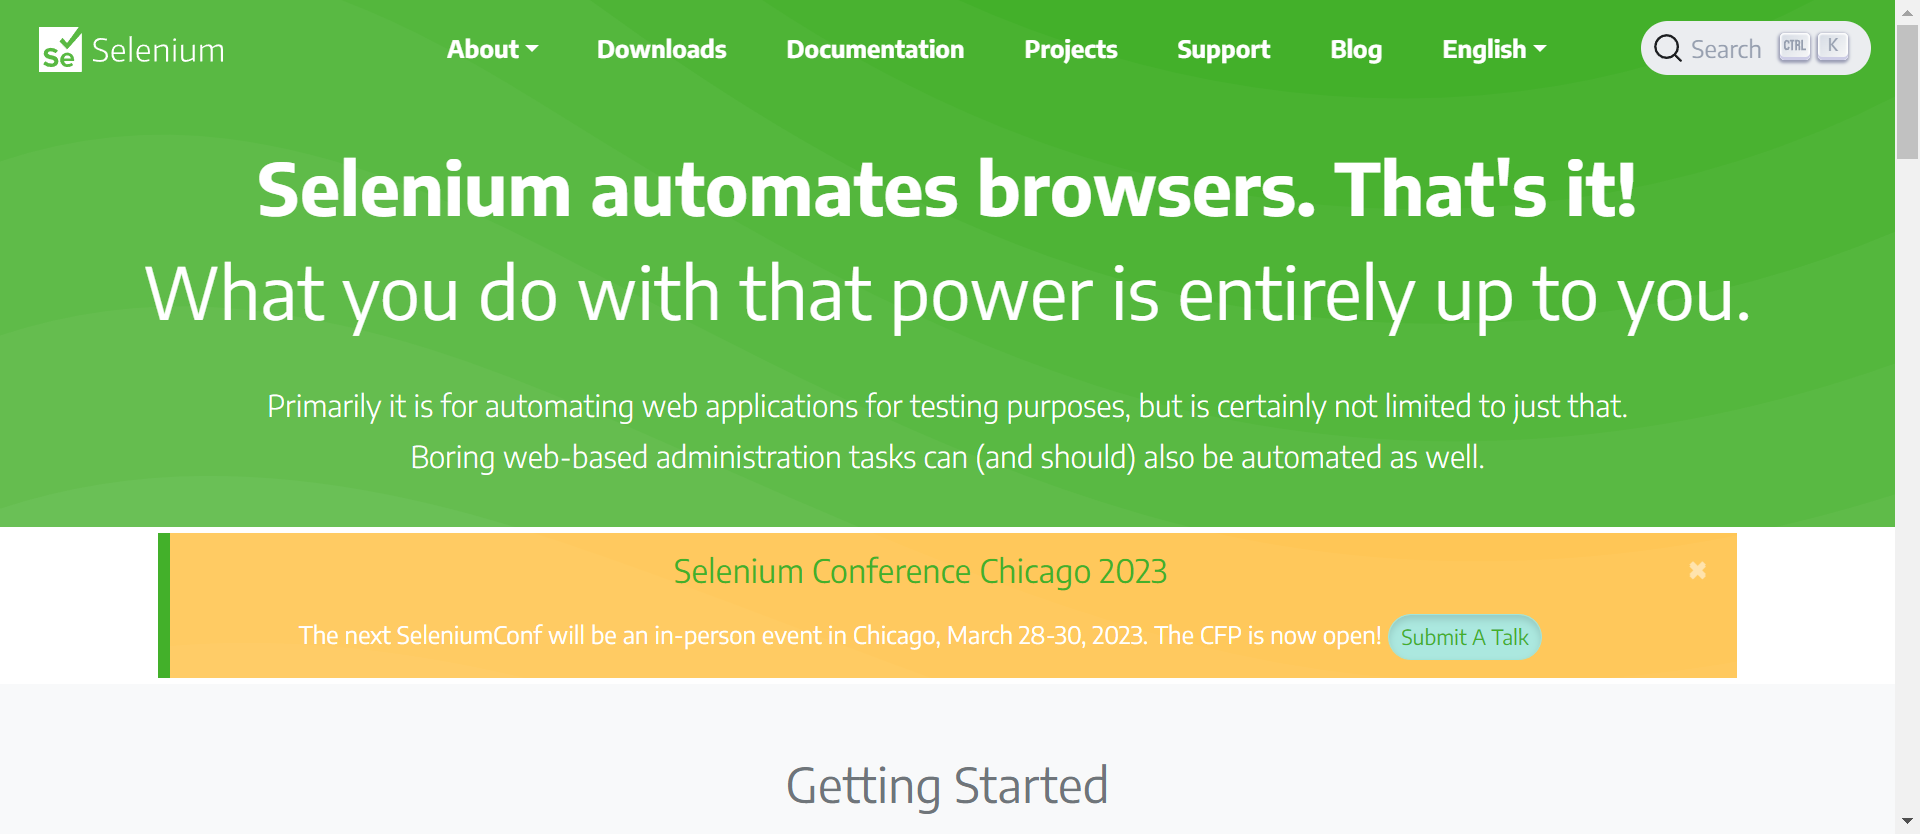 Se Selenium
About
Downloads
Documentation
Projects
Support
Blog
English
Search CTRL K
Selenium automates browsers. That's it!
What you do with that power is entirely up to you.
Primarily it is for automating web applications for testing purposes, but is certainly not limited to just that.
Boring web-based administration tasks can (and should) also be automated as well.
Selenium Conference Chicago 2023
The next SeleniumConf will be an in-person event in Chicago, March 28-30, 2023. The CFP is now open! Submit A Talk
Getting Started